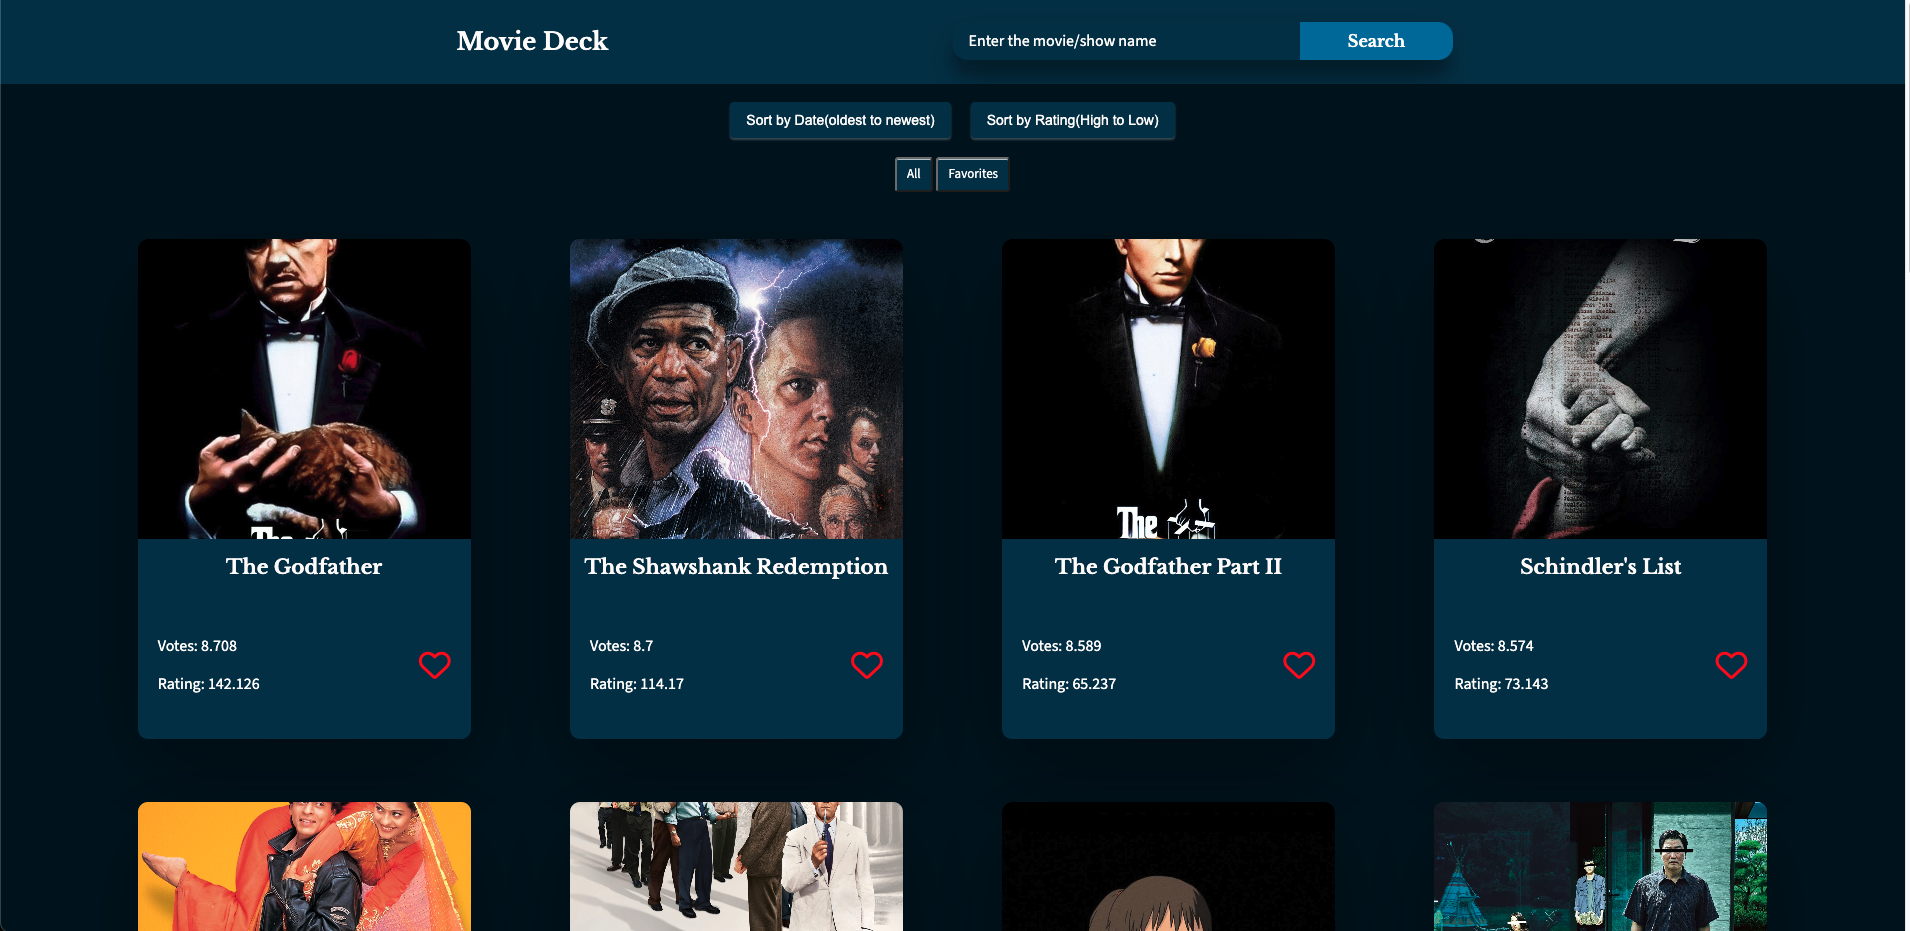 Movie Deck
Enter the movie/show name
Search
Sort by Date(oldest to newest)
Sort by Rating(High to Low)
All
Favorites
The
The Godfather
Votes: 8.708
Rating: 142.126
The Shawshank Redemption
Votes: 8.7
Rating: 114.17
The
The Godfather Part II
Votes: 8.589
Rating: 65.237
Schindler's List
Votes: 8.574
Rating: 73.143